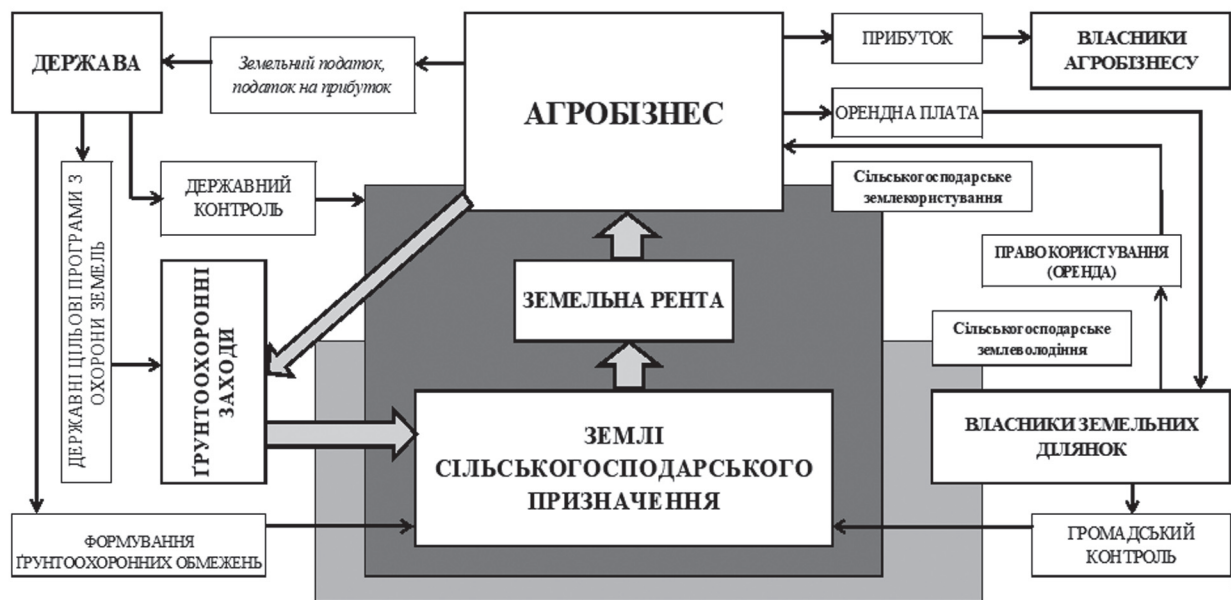 ДЕРЖАВА
Земельний податок,
податок на прибуток
АГРОБІЗНЕС
ПРИБУТОК
ВЛАСНИКИ
АГРОБІЗНЕСУ
ОРЕНДНА ПЛАТА
ДЕРЖАВНІ ЦІЛЬОВІ ПРОГРАМИ З
ОХОРОНИ ЗЕМЕЛЬ
ДЕРЖАВНИЙ
КОНТРОЛЬ
Сільськогосподарське
землекористування
ПРАВО КОРИСТУВАННЯ
(ОРЕНДА)
ҐРУНТООХОРОННІ
ЗАХОДИ
ЗЕМЕЛЬНА РЕНТА
Сільськогосподарське
землеволодіння
ЗЕМЛІ
СІЛЬСЬКОГОСПОДАРСЬКОГО
ПРИЗНАЧЕННЯ
ВЛАСНИКИ ЗЕМЕЛЬНИХ
ДІЛЯНОК
ФОРМУВАННЯ
ҐРУНТООХОРОННИХ ОБМЕЖЕНЬ
ГРОМАДСЬКИЙ
КОНТРОЛЬ